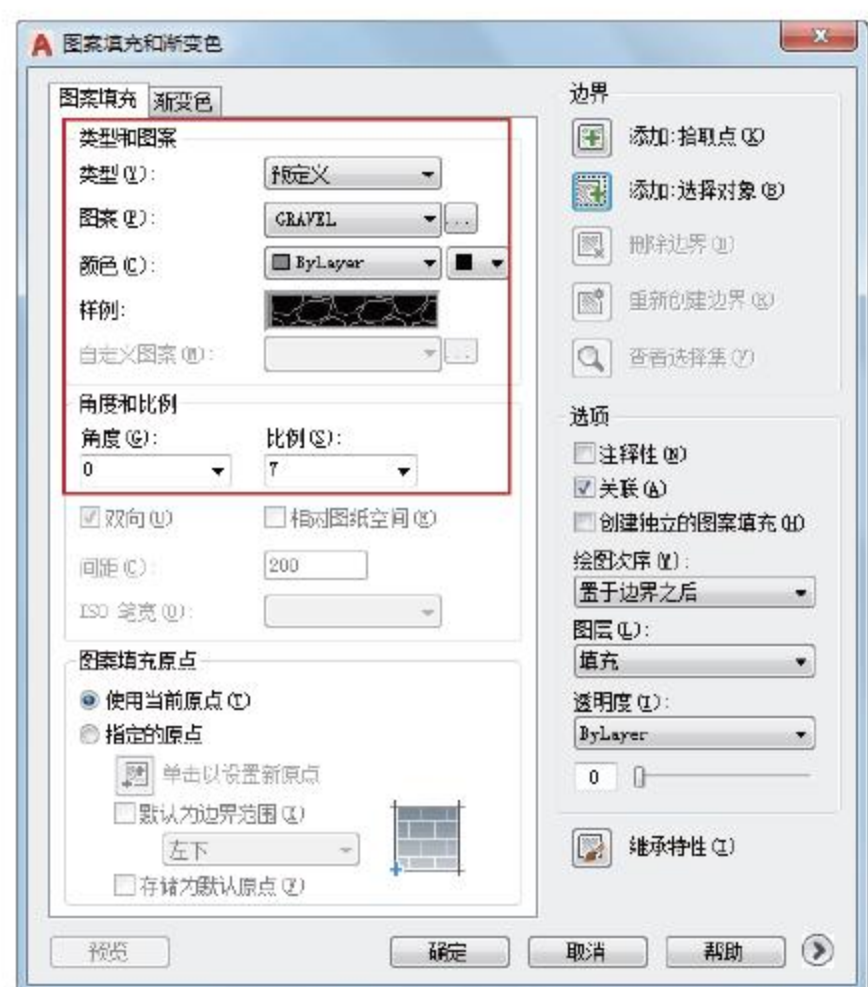 图案填充和渐变色
图案填充 渐变色
类型和图案
类型(Y):
预定义
图案(P):
GRAVEL
...
颜色(C):
ByLayer
样例:
自定义图案(M):
...
角度和比例
角度(G):
比例(S):
0
7
双向(U)
相对图纸空间(E)
间距(C):
200
ISO 笔宽(O):
图案填充原点
使用当前原点(T)
指定的原点
单击以设置新原点
默认为边界范围(X)
左下
存储为默认原点(F)
边界
添加:拾取点(K)
添加:选择对象(B)
删除边界(D)
重新创建边界(R)
查看选择集(V)
选项
注释性(N)
关联(A)
创建独立的图案填充(H)
绘图次序(W):
置于边界之后
图层(L):
填充
透明度(T):
ByLayer
0
继承特性(I)
预览
确定
取消
帮助